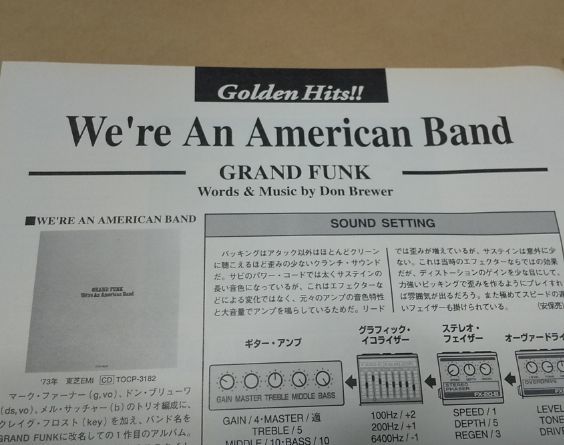 Golden Hits!!
We're An American Band
GRAND FUNK
Words & Music by Don Brewer
■WE'RE AN AMERICAN BAND
GRAND FUNK
We're An American Band
'73年 東芝EMI CD TOCP-3182
マーク・ファーナー(g,vo)、ドン・ブリューワ
(ds,vo)、メル・サッチャー(b)のトリオ編成に、
クレイグ・フロスト(key)を加え、バンド名を
GRAND FUNKに改名しての1作目のアルバム。
SOUND SETTING
バッキングはアタック以外はほとんどクリーン
に聴こえるほど歪みの少ないクランチ・サウンド
だ。サビのパワー・コードでは太くサステインの
長い音色になっているが、これはエフェクターな
どによる変化ではなく、元々のアンプの音色特性
と大音量でアンプを鳴らしているためだ。リード
では歪みが増えているが、サステインは意外に少
ない。これは当時のエフェクターならではの効果
だが、ディストーションのゲインを少な目にして、
力強いピッキングで歪みを作るようにプレイすれ
ば雰囲気が出るだろう。また極めてスピードの遅
いフェイザーも掛けられている。
ギター・アンプ
GAIN MASTER TREBLE MIDDLE BASS
GAIN/4・MASTER/適
TREBLE/5
MIDDLE/10・BASS/10
グラフィック・
イコライザー
100Hz/+2
200Hz/+1
6400Hz/-1
ステレオ・
フェイザー
STEREO
PHASER
SPEED/1
DEPTH/5
REGEN/3
オーバードライ
OVERDRIVE
LEVEL
TONE
DRIVE